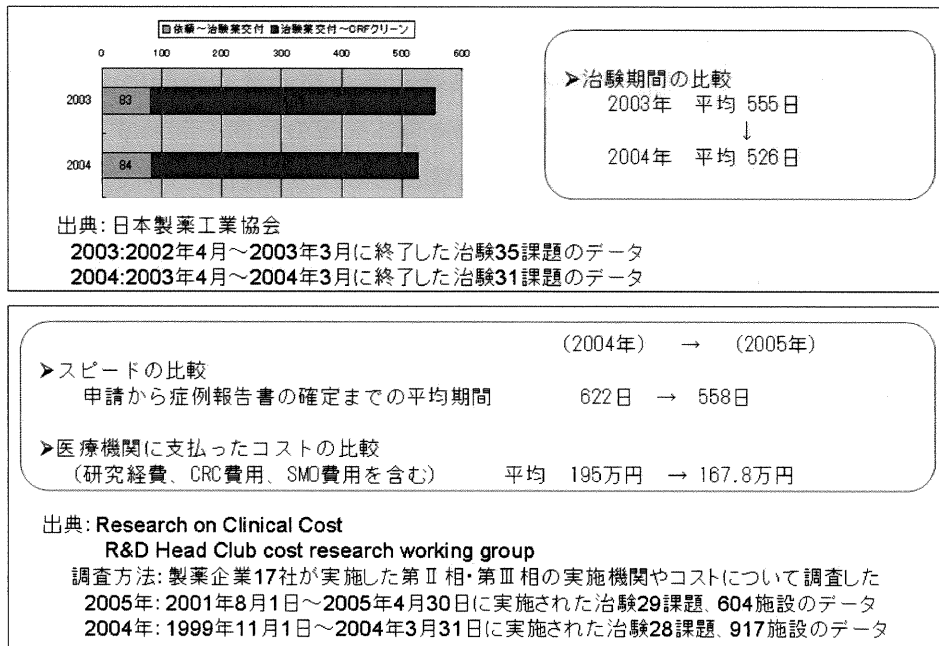 依頼～治験薬交付 治験薬交付～CRFクリーン
0 100 200 300 400 500 600
2003 83
2004 84
➤治験期間の比較
2003年 平均 555日
↓
2004年 平均 526日
出典：日本製薬工業協会
2003:2002年4月～2003年3月に終了した治験35課題のデータ
2004:2003年4月～2004年3月に終了した治験31課題のデータ
(2004年) → (2005年)
➤スピードの比較
申請から症例報告書の確定までの平均期間 622日 → 558日
➤医療機関に支払ったコストの比較
(研究経費、CRC費用、SMO費用を含む) 平均 195万円 → 167.8万円
出典：Research on Clinical Cost
R&D Head Club cost research working group
調査方法：製薬企業17社が実施した第Ⅱ相・第Ⅲ相の実施機関やコストについて調査した
2005年：2001年8月1日～2005年4月30日に実施された治験29課題、604施設のデータ
2004年：1999年11月1日～2004年3月31日に実施された治験28課題、917施設のデータ